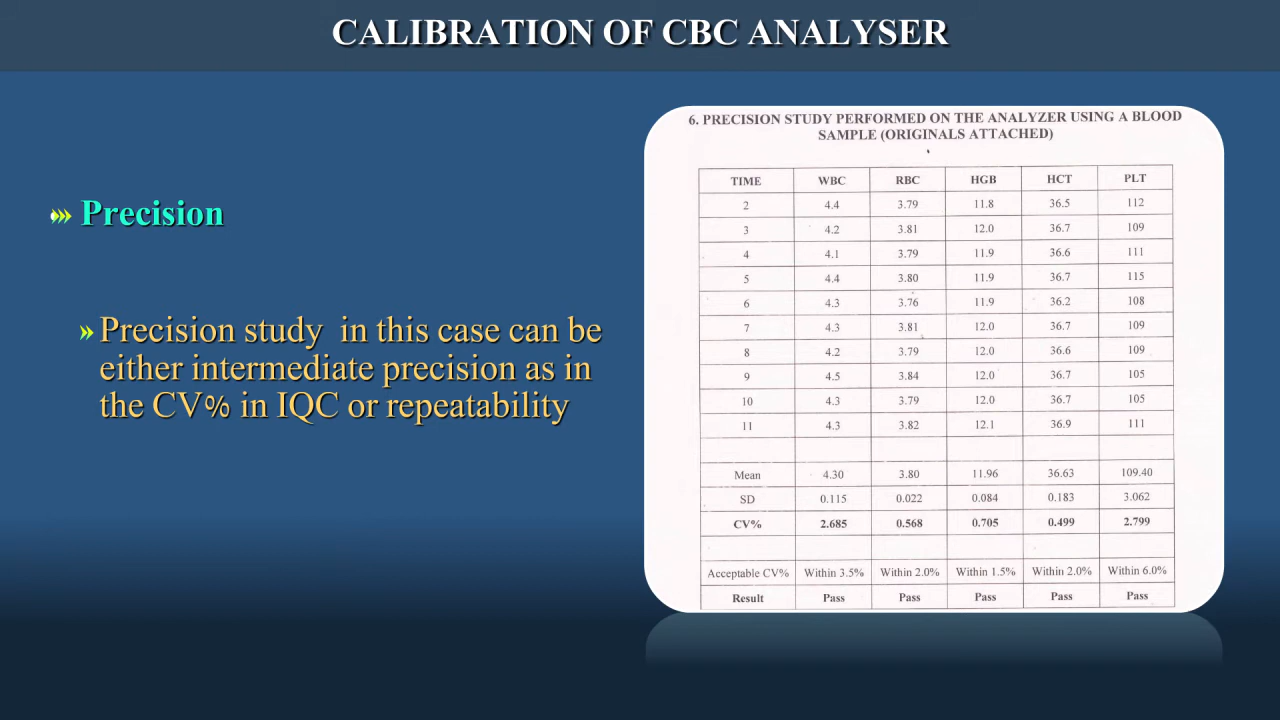 CALIBRATION OF CBC ANALYSER
Precision
Precision study in this case can be
either intermediate precision as in
the CV% in IQC or repeatability
6. PRECISION STUDY PERFORMED ON THE ANALYZER USING A BLOOD
SAMPLE (ORIGINALS ATTACHED)
TIME WBC RBC HGB HCT PLT
2 4.4 3.79 11.8 36.5 112
3 4.2 3.81 12.0 36.7 109
4 4.1 3.79 11.9 36.6 111
5 4.4 3.80 11.9 36.7 115
6 4.3 3.76 11.9 36.2 108
7 4.3 3.81 12.0 36.7 109
8 4.2 3.79 12.0 36.6 109
9 4.5 3.84 12.0 36.7 105
10 4.3 3.79 12.0 36.7 105
11 4.3 3.82 12.1 36.9 111
Mean 4.30 3.80 11.96 36.63 109.40
SD 0.115 0.022 0.084 0.183 3.062
CV% 2.685 0.568 0.705 0.499 2.799
Acceptable CV% Within 3.5% Within 2.0% Within 1.5% Within 2.0% Within 6.0%
Result Pass Pass Pass Pass Pass